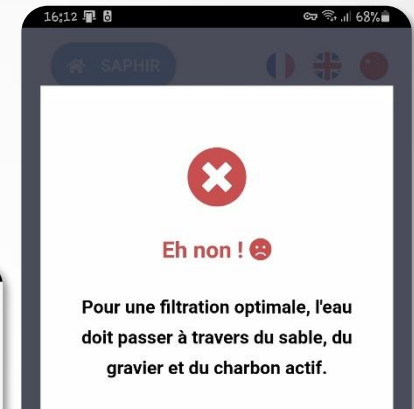 16:12 68%
SAPHIR
Eh non !
Pour une filtration optimale, l'eau
doit passer à travers du sable, du
gravier et du charbon actif.